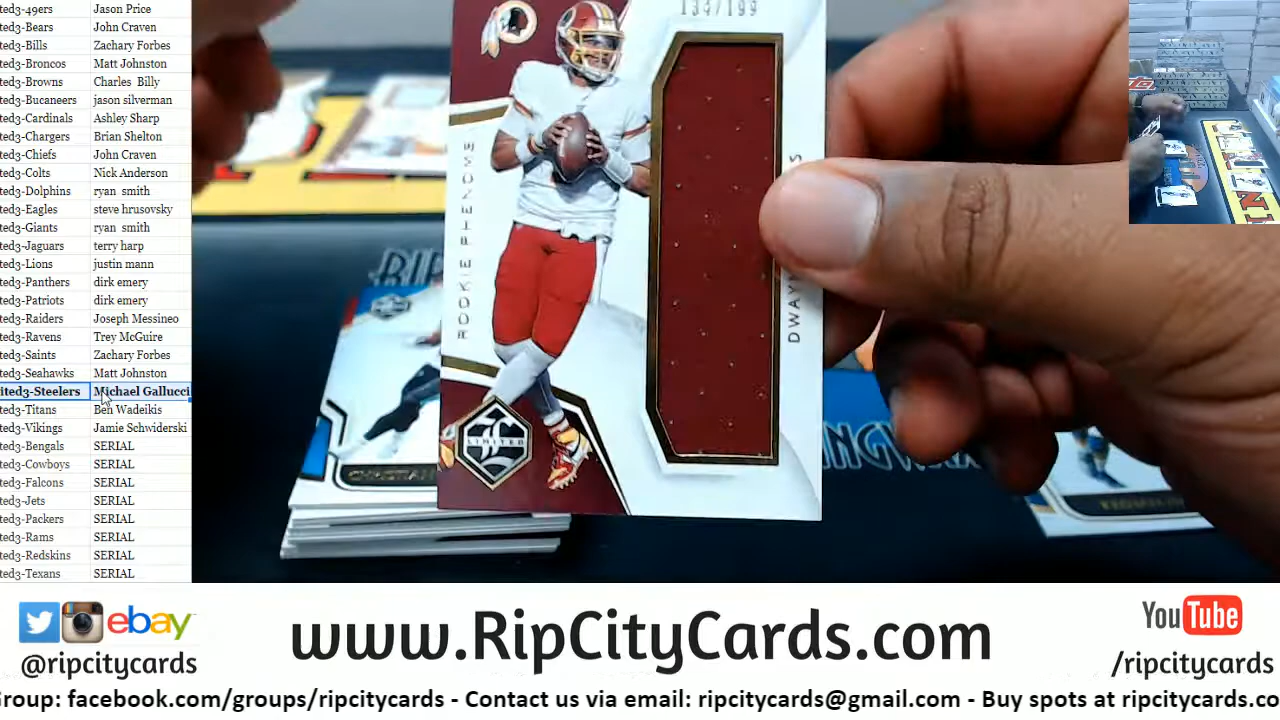 ted3-49ers Jason Price
ted3-Bears John Craven
ted3-Bills Zachary Forbes
ted3-Broncos Matt Johnston
ted3-Browns Charles Billy
ted3-Bucaneers jason silverman
ted3-Cardinals Ashley Sharp
ted3-Chargers Brian Shelton
ted3-Chiefs John Craven
ted3-Colts Nick Anderson
ted3-Dolphins ryan smith
ted3-Eagles steve hrusovsky
ted3-Giants ryan smith
ted3-Jaguars terry harp
ted3-Lions justin mann
ted3-Panthers dirk emery
ted3-Patriots dirk emery
ted3-Raiders Joseph Messineo
ted3-Ravens Trey McGuire
ted3-Saints Zachary Forbes
ted3-Seahawks Matt Johnston
ited3-Steelers Michael Gallucci
ted3-Titans Ben Wadeikis
ted3-Vikings Jamie Schwiderski
ted3-Bengals SERIAL
ted3-Cowboys SERIAL
ted3-Falcons SERIAL
ted3-Jets SERIAL
ted3-Packers SERIAL
ted3-Rams SERIAL
ted3-Redskins SERIAL
ted3-Texans SERIAL
134/199
ROOKIE PHENOMS
DWAYN
S
LIMITED
CHRISTIAN
ebay
@ripcitycards
www.RipCityCards.com
YouTube
/ripcitycards
Group: facebook.com/groups/ripcitycards - Contact us via email: ripcitycards@gmail.com - Buy spots at ripcitycards.co